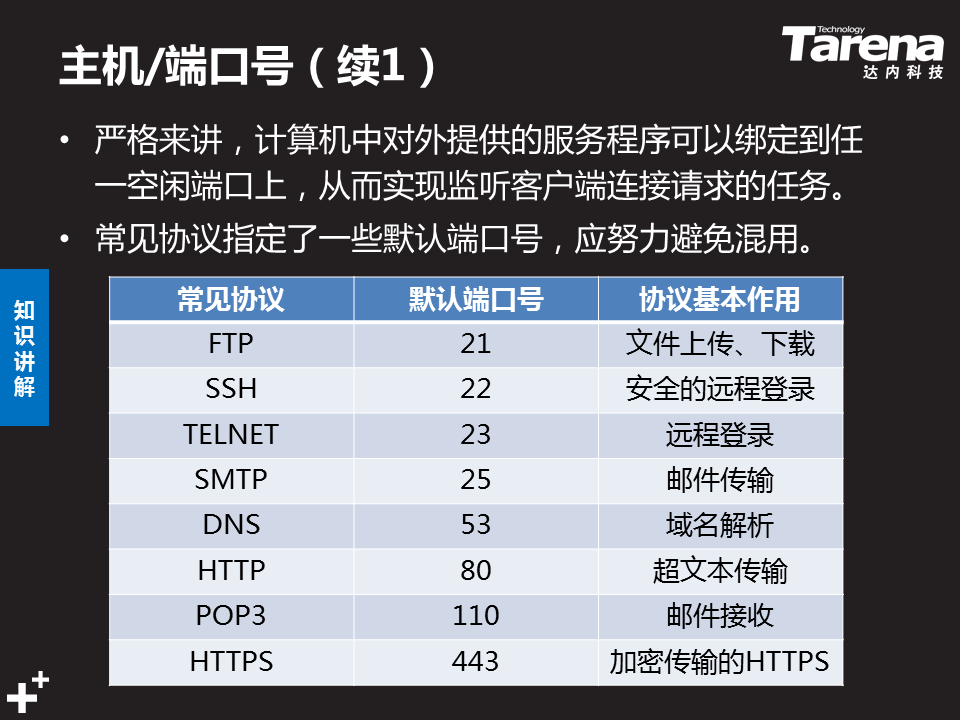 主机/端口号（续1）
Technology
Tarena
达内科技
• 严格来讲，计算机中对外提供的服务程序可以绑定到任
一空闲端口上，从而实现监听客户端连接请求的任务。
• 常见协议指定了一些默认端口号，应努力避免混用。
知识讲解
常见协议 默认端口号 协议基本作用
FTP 21 文件上传、下载
SSH 22 安全的远程登录
TELNET 23 远程登录
SMTP 25 邮件传输
DNS 53 域名解析
HTTP 80 超文本传输
POP3 110 邮件接收
HTTPS 443 加密传输的HTTPS